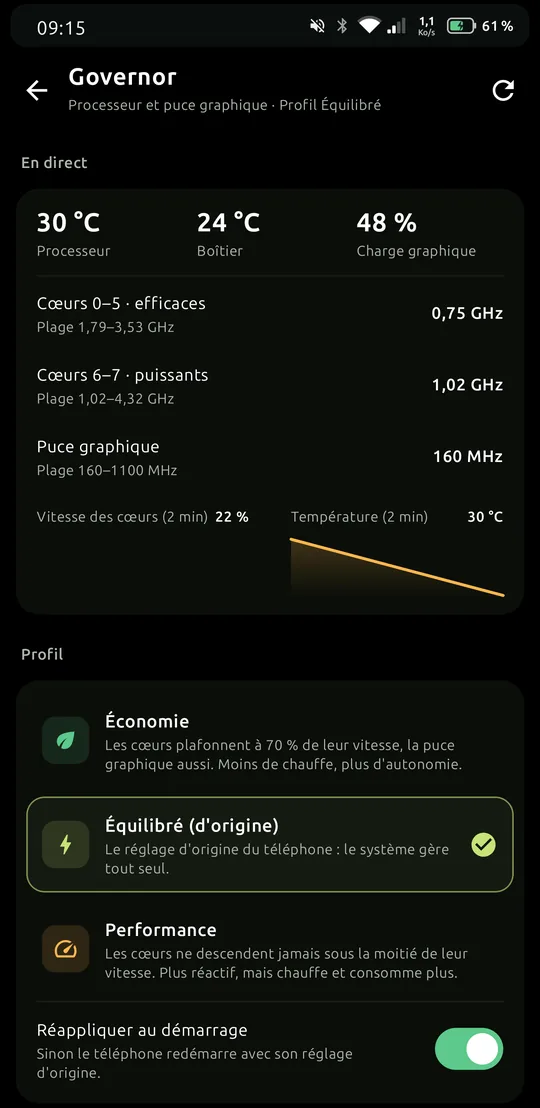 09:15
1,1
Ko/s
61 %
Governor
Processeur et puce graphique · Profil Équilibré
En direct
30 °C
24 °C
48 %
Processeur
Boîtier
Charge graphique
Cœurs 0–5 · efficaces
0,75 GHz
Plage 1,79–3,53 GHz
Cœurs 6–7 · puissants
1,02 GHz
Plage 1,02–4,32 GHz
Puce graphique
160 MHz
Plage 160–1100 MHz
Vitesse des cœurs (2 min) 22 %
Température (2 min) 30 °C
Profil
Économie
Les cœurs plafonnent à 70 % de leur vitesse, la puce
graphique aussi. Moins de chauffe, plus d'autonomie.
Équilibré (d'origine)
Le réglage d'origine du téléphone : le système gère
tout seul.
Performance
Les cœurs ne descendent jamais sous la moitié de leur
vitesse. Plus réactif, mais chauffe et consomme plus.
Réappliquer au démarrage
Sinon le téléphone redémarre avec son réglage
d'origine.